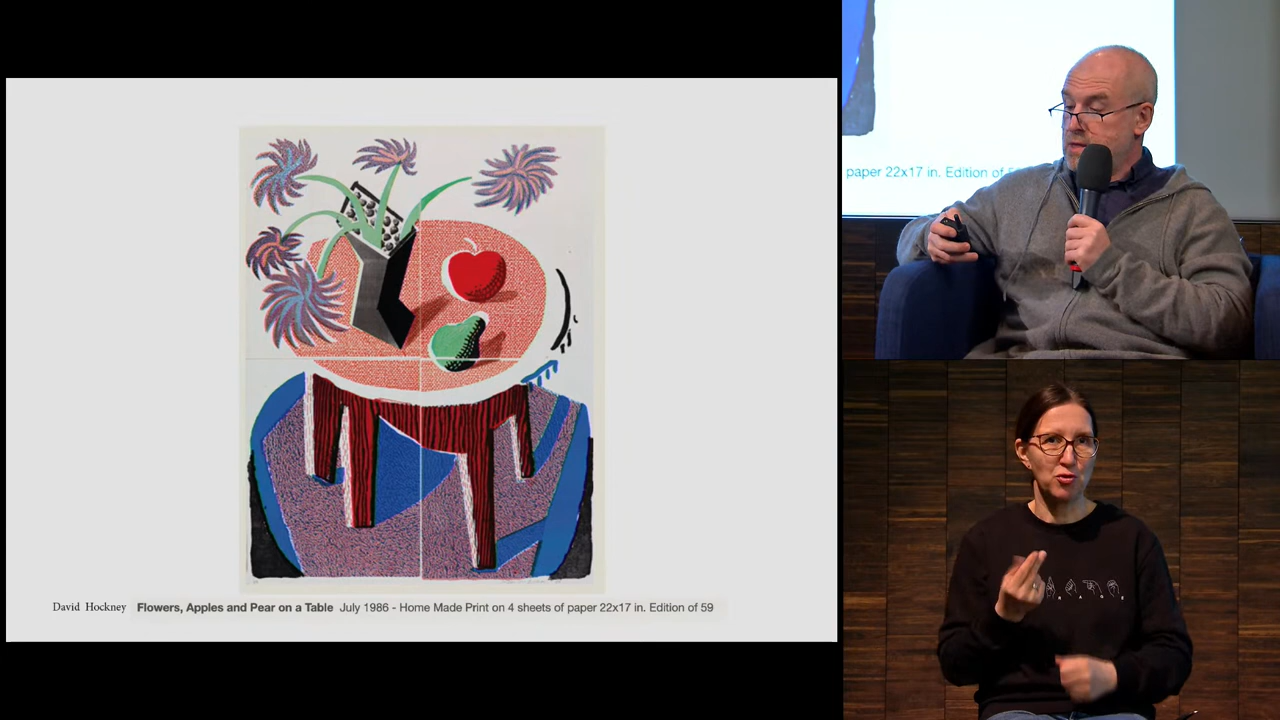 David Hockney Flowers, Apples and Pear on a Table July 1986 - Home Made Print on 4 sheets of paper 22x17 in. Edition of 59
paper 22x17 in. Edition of